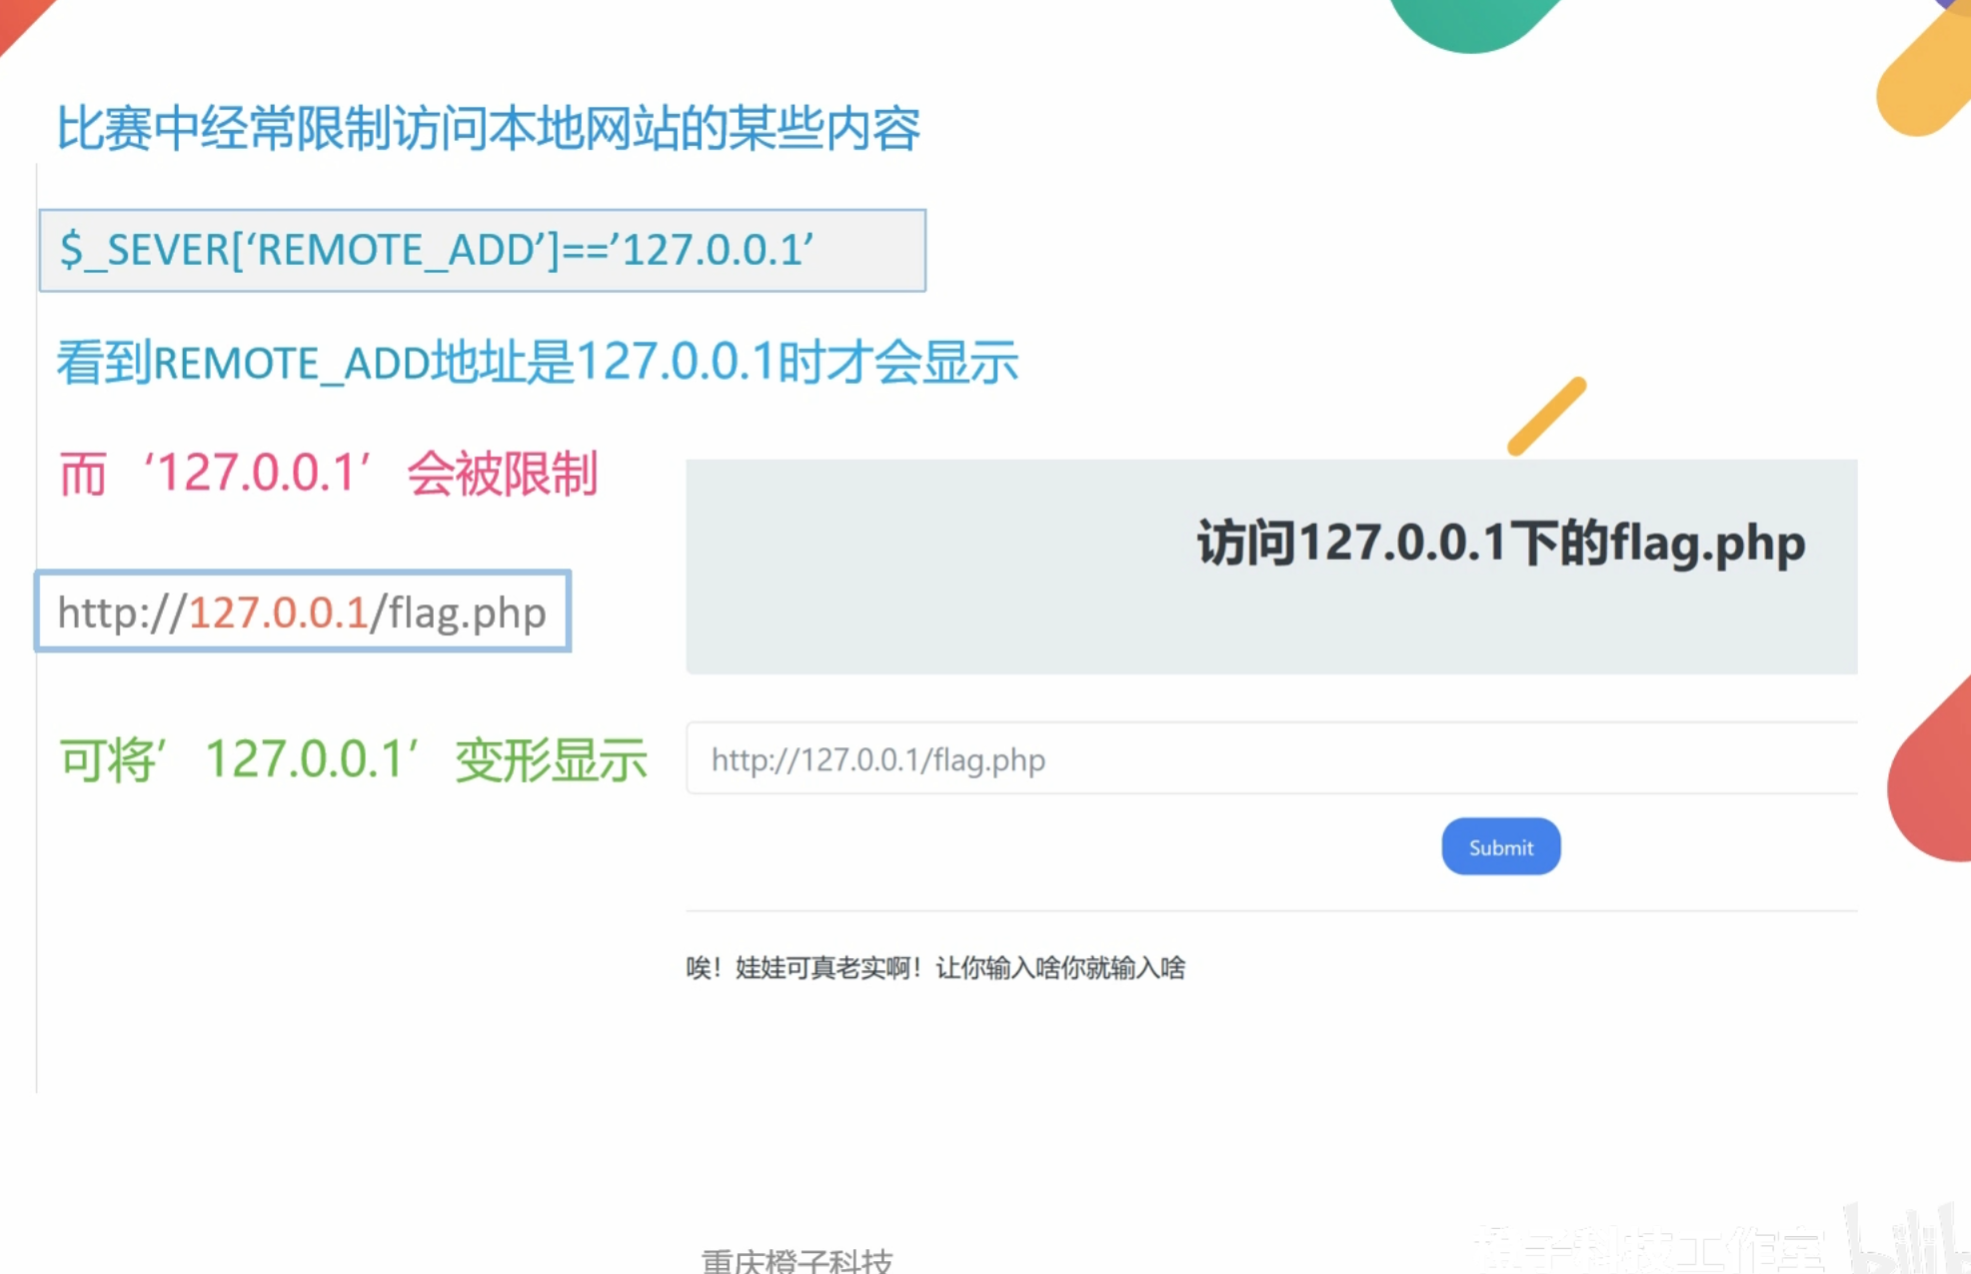 比赛中经常限制访问本地网站的某些内容
$_SEVER[‘REMOTE_ADD’]==’127.0.0.1’
看到REMOTE_ADD地址是127.0.0.1时才会显示
而‘127.0.0.1’会被限制
http://127.0.0.1/flag.php
可将’127.0.0.1’变形显示
访问127.0.0.1下的flag.php
http://127.0.0.1/flag.php
Submit
唉！娃娃可真老实啊！让你输入啥你就输入啥
重庆橙子科技
橙子科技工作室